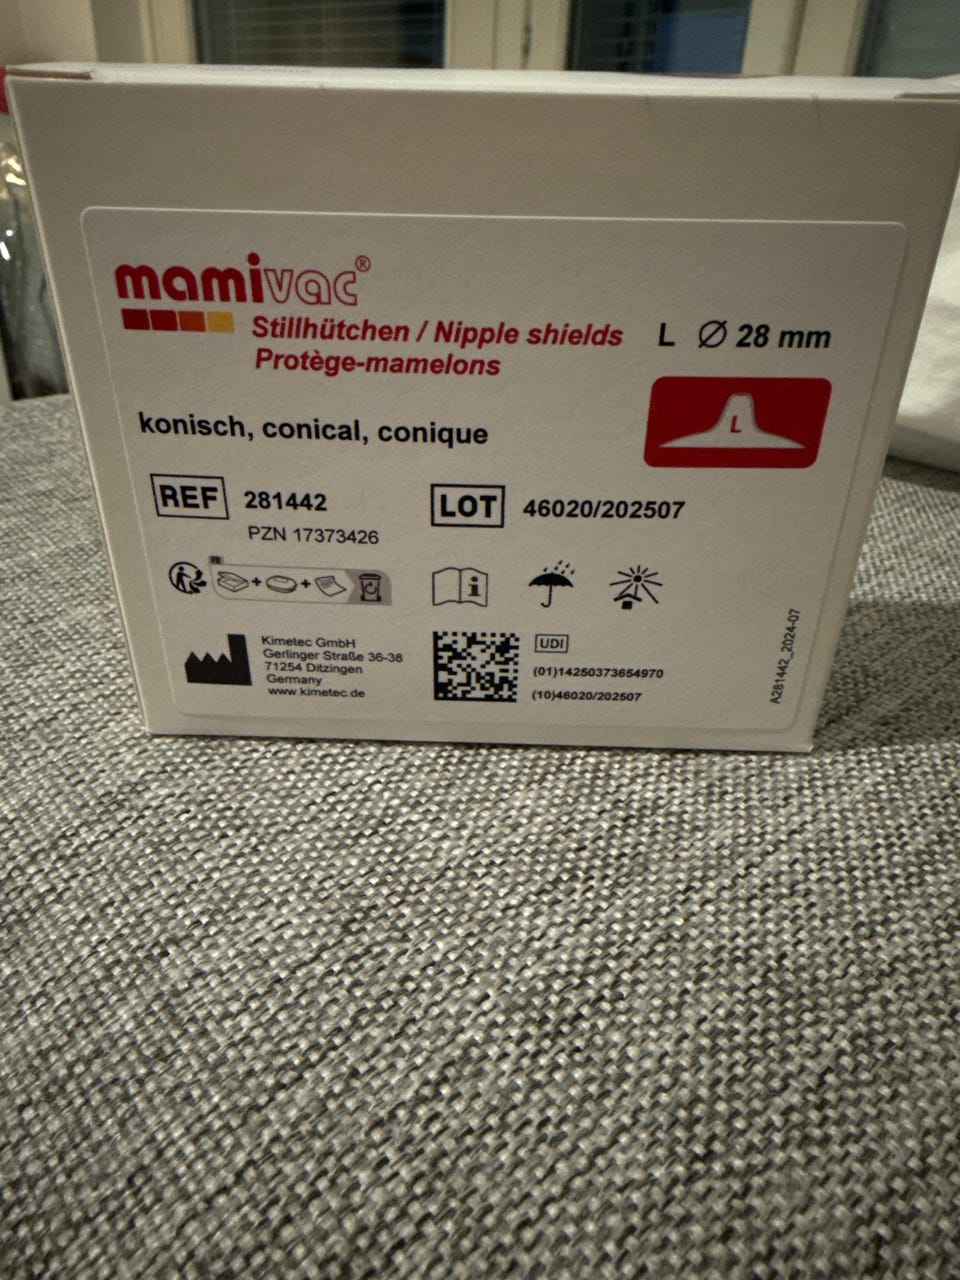 mamivac®
Stillhütchen / Nipple shields L Ø 28 mm
Protège-mamelons
L
konisch, conical, conique
REF 281442 LOT 46020/202507
PZN 17373426
FR
Kimetec GmbH
Gerlinger Straße 36-38
71254 Ditzingen
Germany
www.kimetec.de
UDI
(01)14250373654970
(10)46020/202507
A281442_2024-07